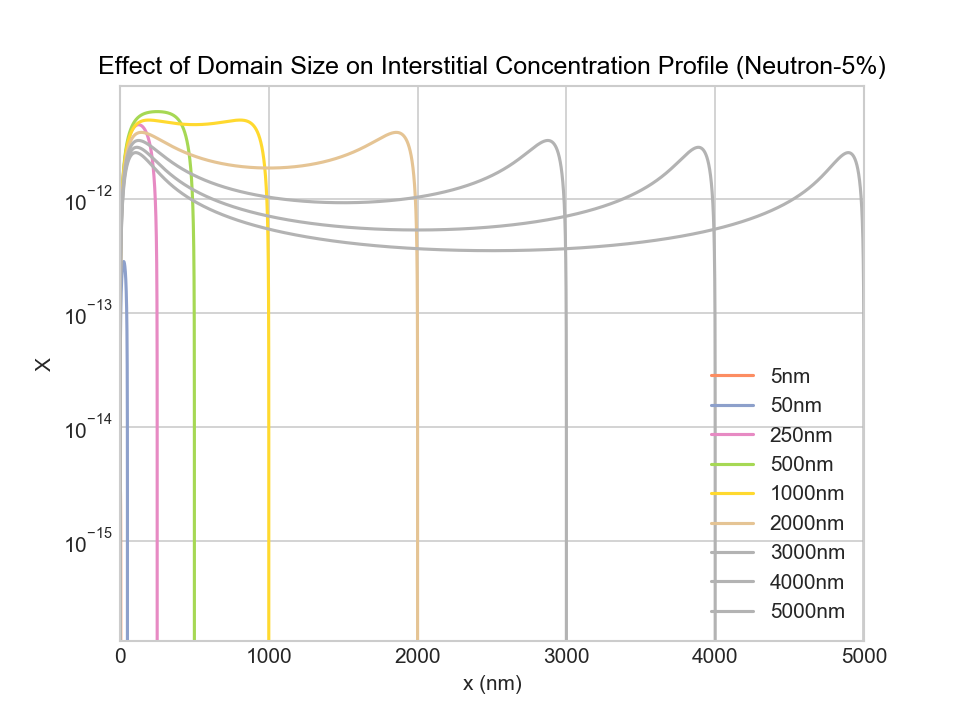 Effect of Domain Size on Interstitial Concentration Profile (Neutron-5%)
10⁻¹²
10⁻¹³
10⁻¹⁴
10⁻¹⁵
X
5nm
50nm
250nm
500nm
1000nm
2000nm
3000nm
4000nm
5000nm
0 1000 2000 3000 4000 5000
x (nm)